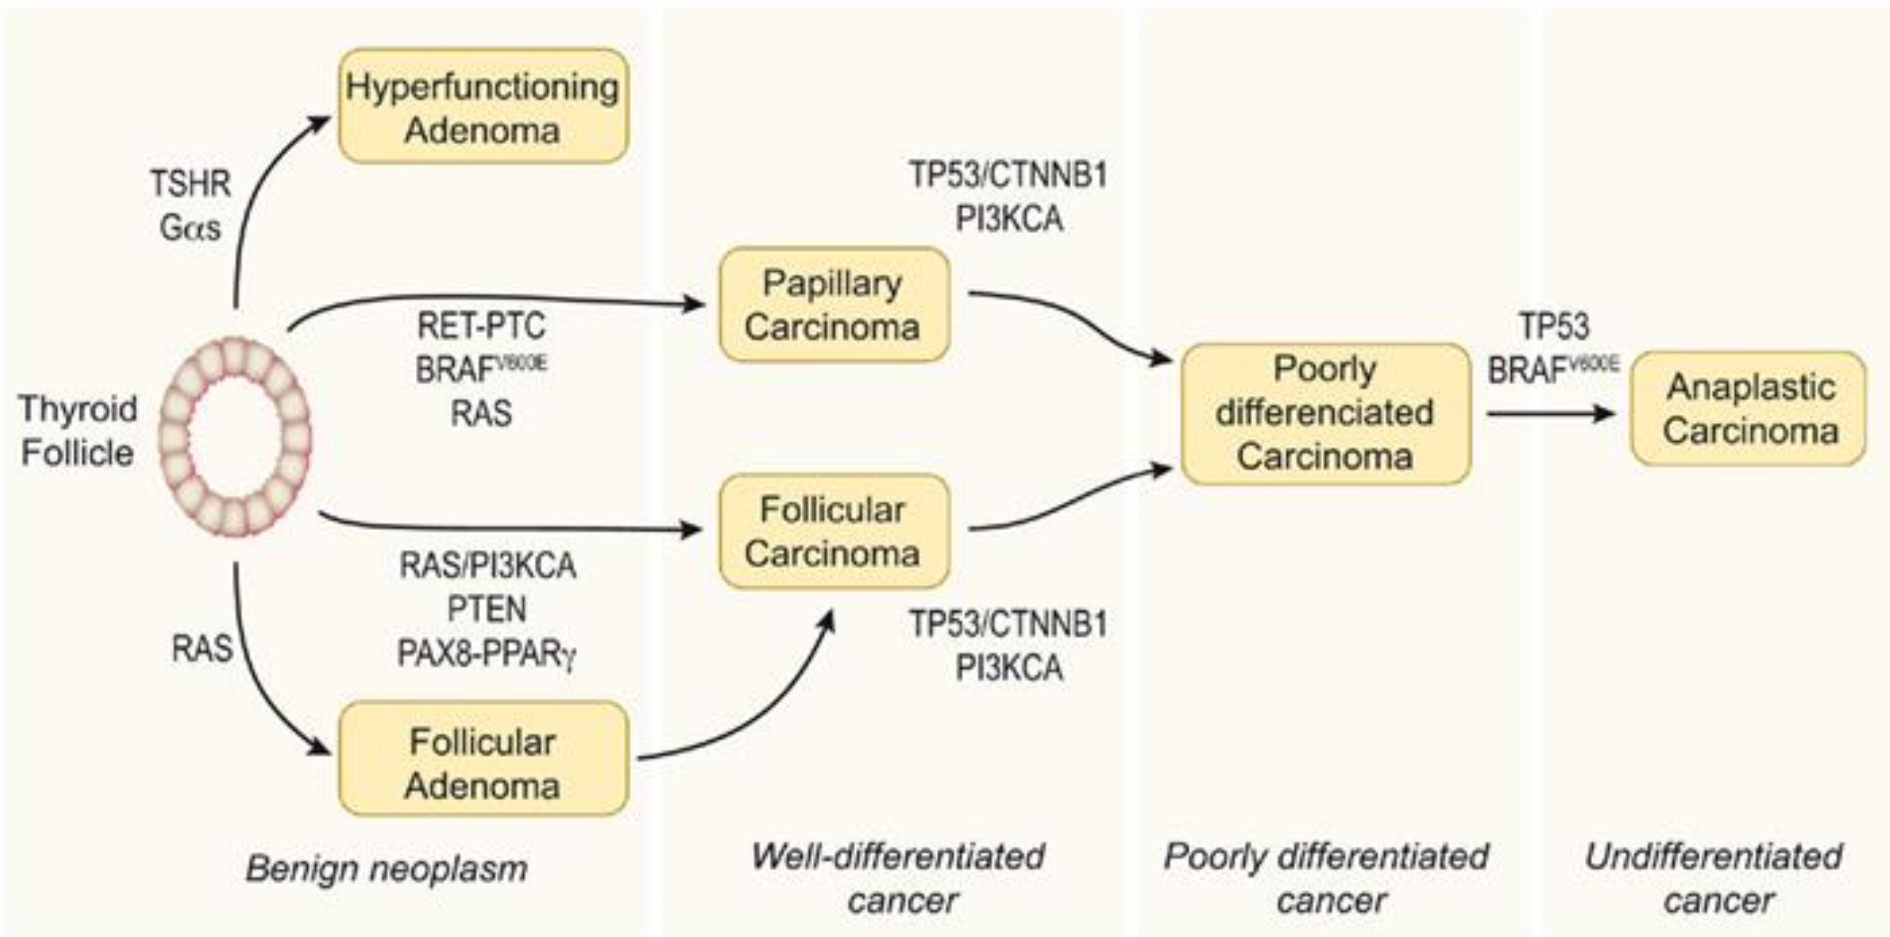 Hyperfunctioning
Adenoma
TSHR
Gαs
TP53/CTNNB1
PI3KCA
Papillary
Carcinoma
RET-PTC
BRAFV600E
RAS
Thyroid
Follicle
Poorly
differenciated
Carcinoma
TP53
BRAFV600E
Anaplastic
Carcinoma
Follicular
Carcinoma
RAS/PI3KCA
PTEN
PAX8-PPARγ
TP53/CTNNB1
PI3KCA
RAS
Follicular
Adenoma
Benign neoplasm
Well-differentiated
cancer
Poorly differentiated
cancer
Undifferentiated
cancer